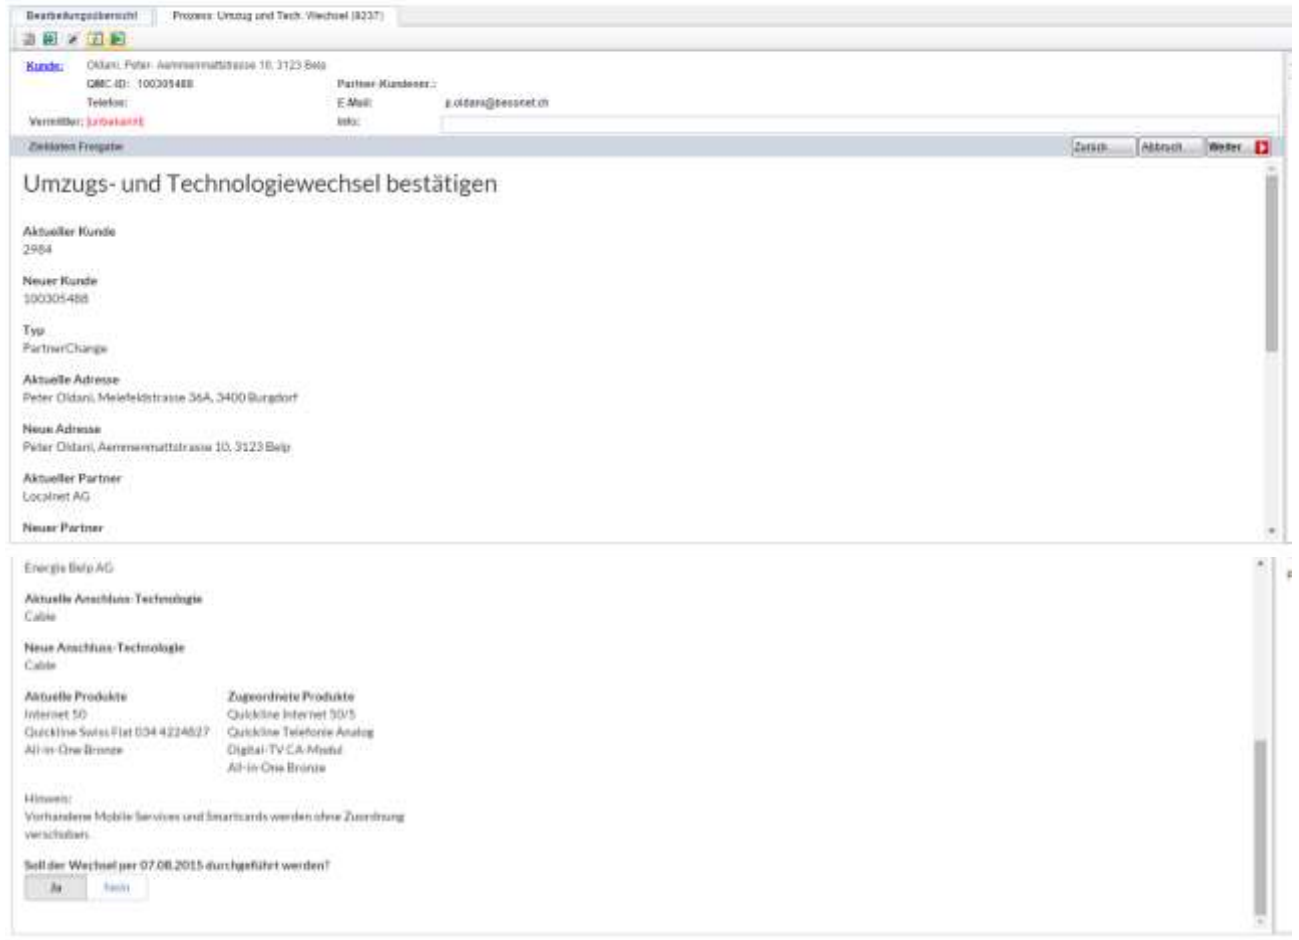 Bearbeitungsübersicht Prozess: Umzug und Tech. Wechsel (8237)
Kunde: Oldani, Peter- Aemmenmattstrasse 10, 3123 Belp
QMC-ID: 100305488 Partner-Kundennr.:
Telefon: E-Mail: p.oldani@bessnet.ch
Vermittler: [unbekannt] Info:
Zieldaten Freigabe Zurück Abbruch Weiter
Umzugs- und Technologiewechsel bestätigen
Aktueller Kunde
2984
Neuer Kunde
100305488
Typ
PartnerChange
Aktuelle Adresse
Peter Oldani, Meiefeldstrasse 36A, 3400 Burgdorf
Neue Adresse
Peter Oldani, Aemmenmattstrasse 10, 3123 Belp
Aktueller Partner
Localnet AG
Neuer Partner
Energie Belp AG
Aktuelle Anschluss-Technologie
Cable
Neue Anschluss-Technologie
Cable
Aktuelle Produkte Zugeordnete Produkte
Internet 50 Quickline Internet 50/5
Quickline Swiss Flat 034 4224627 Quickline Telefonie Analog
All-in-One Bronze Digital-TV CA-Modul
All-in-One Bronze
Hinweis:
Vorhandene Mobile Services und Smartcards werden ohne Zuordnung
verschoben.
Soll der Wechsel per 07.08.2015 durchgeführt werden?
Ja Nein